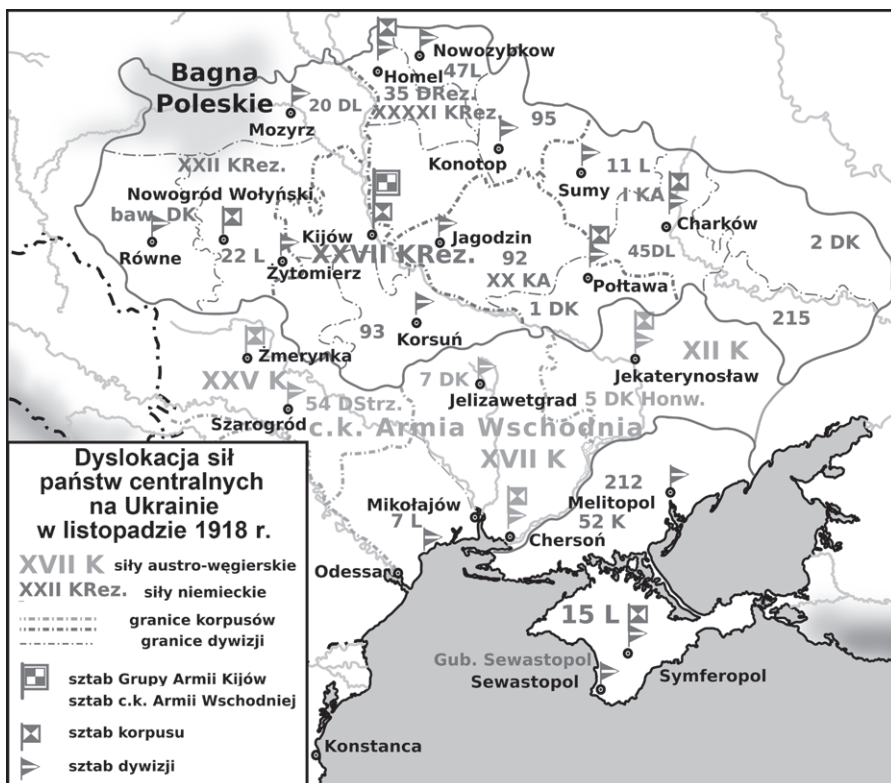 Nowozybkow
Homel
47L
Bagna
Poleskie
35 DRez.
XXXXI KRez.
20 DL
Mozyrz
95
Konotop
XXII KRez.
11 L
Sumy
I KA
Nowogród Wołyński
baw. DK
Charków
Kijów
Jagodzin
Równe
22 L
XXVII KRez.
92
45DL
2 DK
Żytomierz
XX KA
Połtawa
1 DK
93
Korsuń
215
Żmerynka
XII K
XXV K
7 DK
Jekaterynosław
Jelizawetgrad
5 DK Honw.
54 DStrz.
Szarogród
c.k. Armia Wschodnia
XVII K
212
Mikołajów
Melitopol
7 L
52 K
Chersoń
Odessa
15 L
Gub. Sewastopol
Sewastopol
Symferopol
Konstanca
Dyslokacja sił
państw centralnych
na Ukrainie
w listopadzie 1918 r.
XVII K siły austro-węgierskie
XXII KRez. siły niemieckie
granice korpusów
granice dywizji
sztab Grupy Armii Kijów
sztab c.k. Armii Wschodniej
sztab korpusu
sztab dywizji